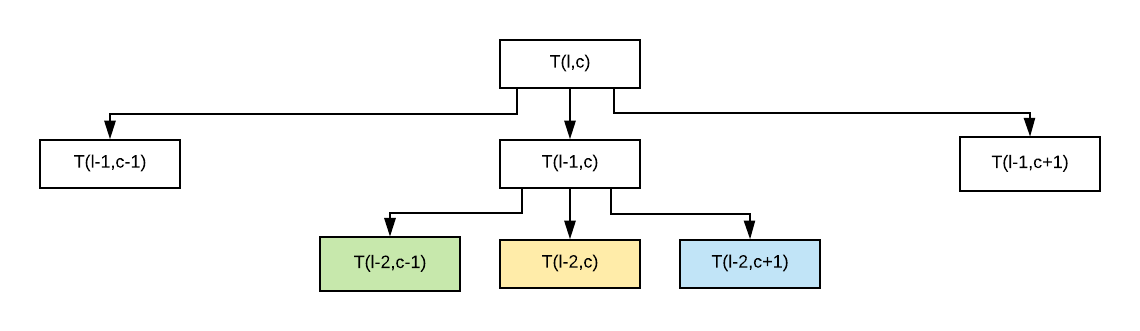 T(l,c)
T(l-1,c-1)
T(l-1,c)
T(l-1,c+1)
T(l-2,c-1)
T(l-2,c)
T(l-2,c+1)